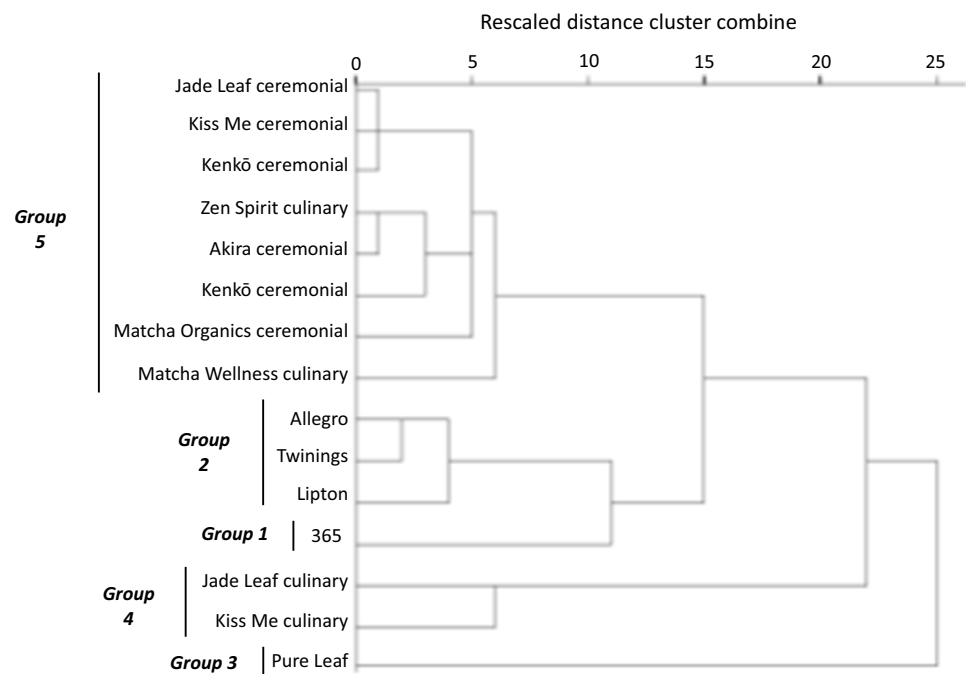 Rescaled distance cluster combine
0 5 10 15 20 25
Jade Leaf ceremonial
Kiss Me ceremonial
Kenkō ceremonial
Zen Spirit culinary
Akira ceremonial
Kenkō ceremonial
Matcha Organics ceremonial
Matcha Wellness culinary
Group
5
Allegro
Twinings
Lipton
Group
2
Group 1
365
Jade Leaf culinary
Kiss Me culinary
Group
4
Group 3
Pure Leaf